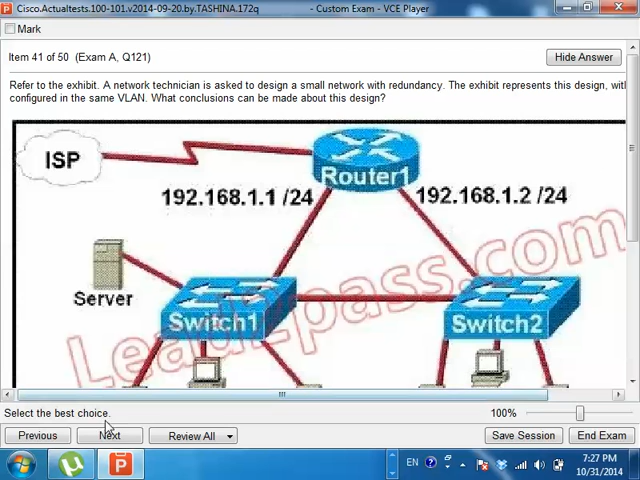 Cisco.Actualtests.100-101.v2014-09-20.by.TASHINA.172q - Custom Exam - VCE Player
Mark
Item 41 of 50 (Exam A, Q121)
Hide Answer
Refer to the exhibit. A network technician is asked to design a small network with redundancy. The exhibit represents this design, with
configured in the same VLAN. What conclusions can be made about this design?
ISP
Router1
192.168.1.1 /24
192.168.1.2 /24
Server
Switch1
Switch2
Lead2pass.com
Select the best choice.
100%
Previous
Next
Review All
Save Session
End Exam
EN
7:27 PM
10/31/2014